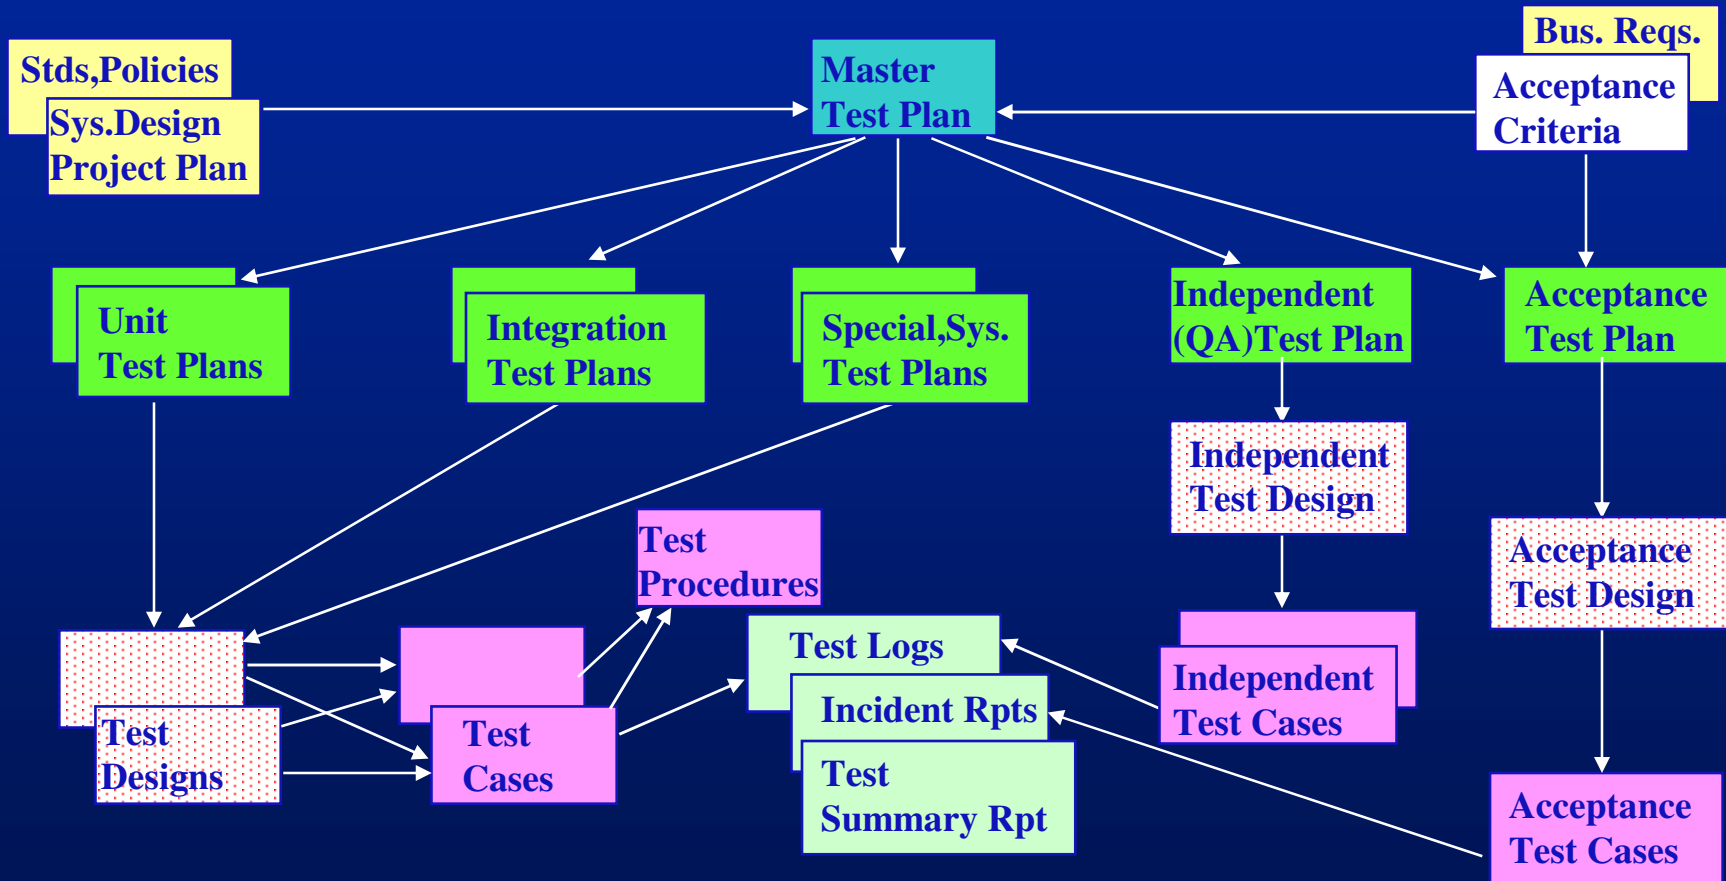 Stds,Policies
Sys.Design
Project Plan
Master
Test Plan
Bus. Reqs.
Acceptance
Criteria
Unit
Test Plans
Integration
Test Plans
Special,Sys.
Test Plans
Independent
(QA)Test Plan
Acceptance
Test Plan
Independent
Test Design
Test
Procedures
Acceptance
Test Design
Test
Designs
Test
Cases
Test Logs
Incident Rpts
Test
Summary Rpt
Independent
Test Cases
Acceptance
Test Cases